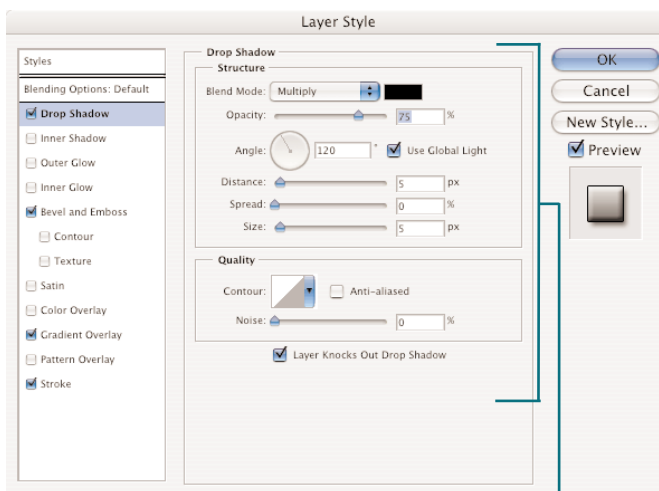 Layer Style
Styles
Blending Options: Default
Drop Shadow
Inner Shadow
Outer Glow
Inner Glow
Bevel and Emboss
Contour
Texture
Satin
Color Overlay
Gradient Overlay
Pattern Overlay
Stroke
Drop Shadow
Structure
Blend Mode: Multiply
Opacity: 75 %
Angle: 120 ° Use Global Light
Distance: 5 px
Spread: 0 %
Size: 5 px
Quality
Contour: Anti-aliased
Noise: 0 %
Layer Knocks Out Drop Shadow
OK
Cancel
New Style...
Preview